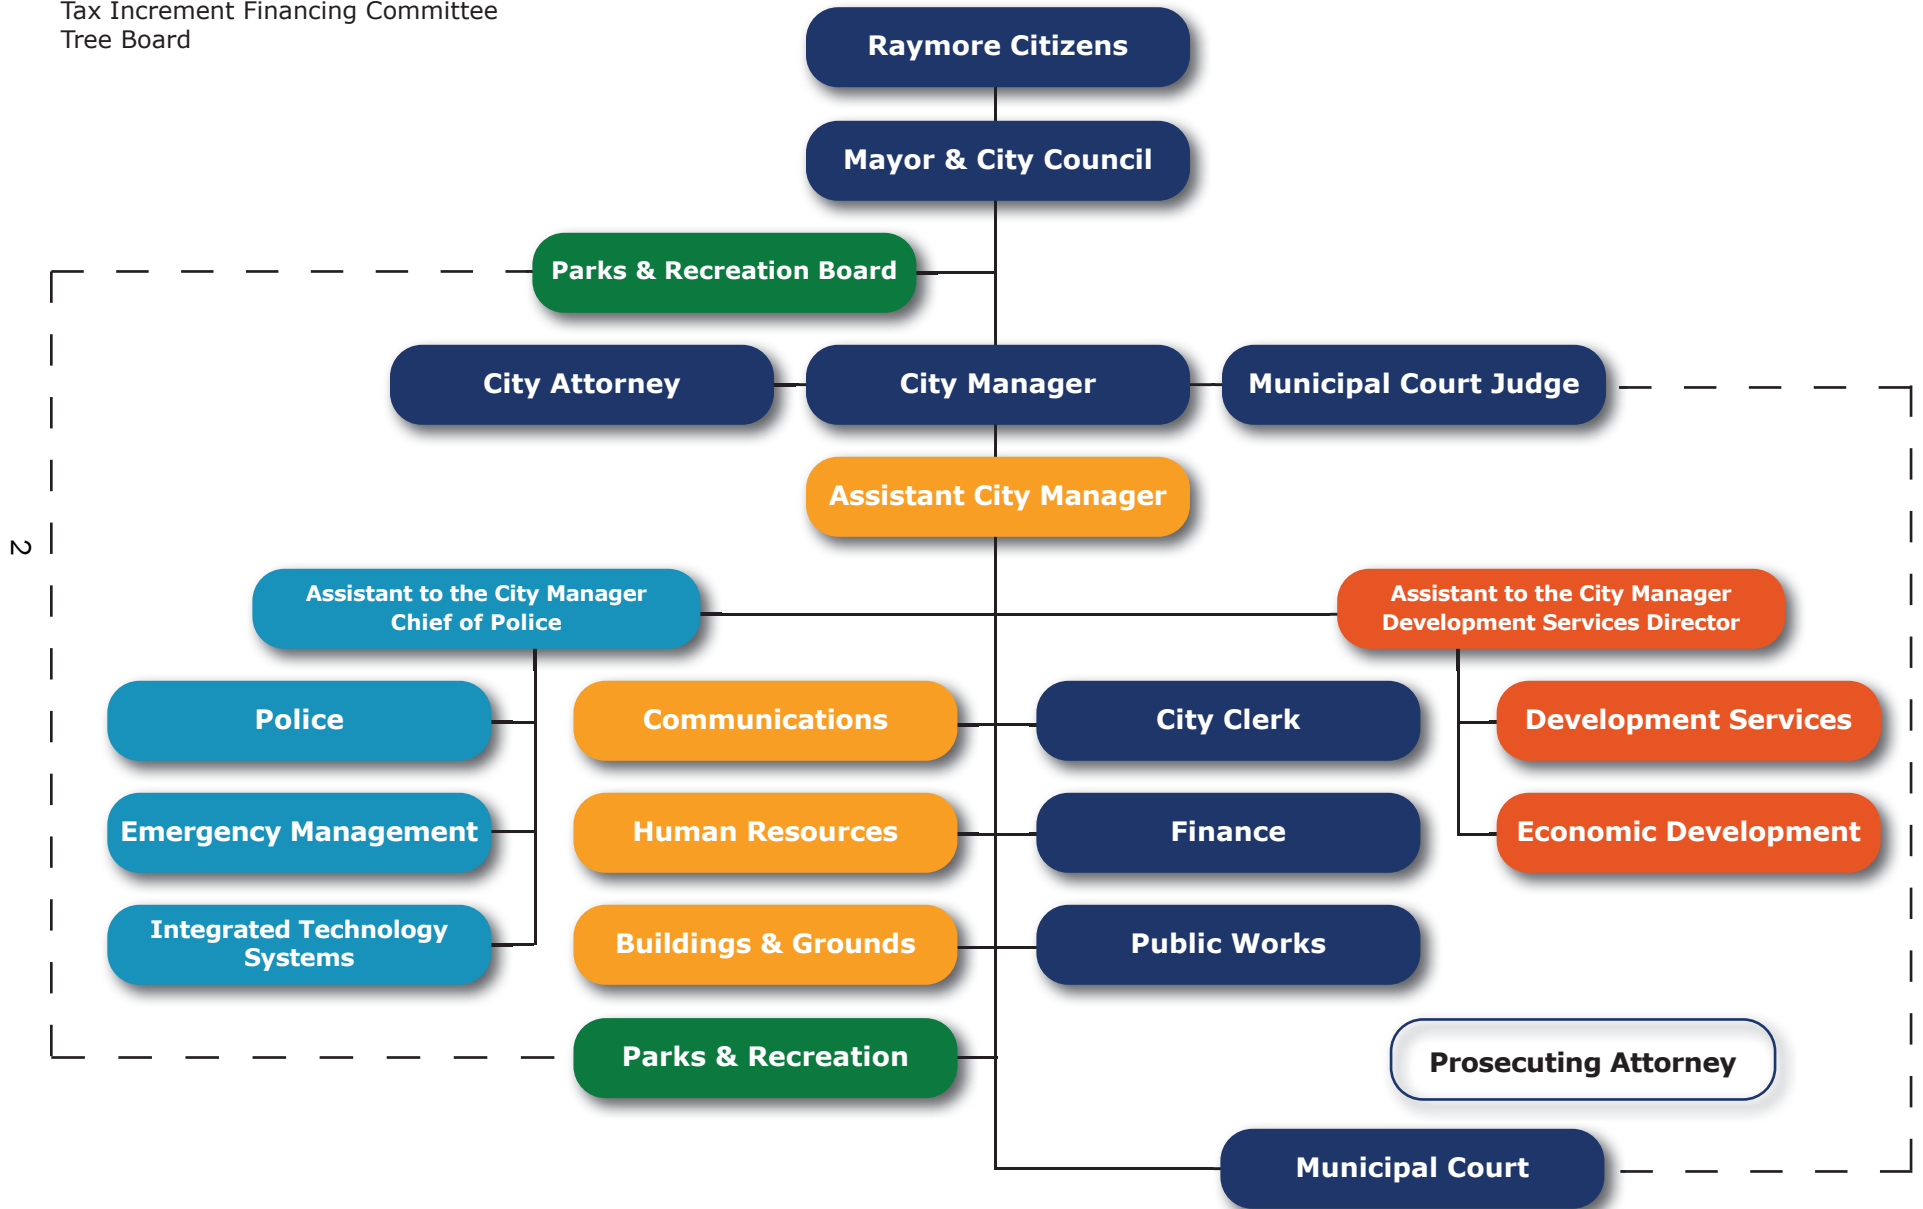 Tax Increment Financing Committee
Tree Board
Raymore Citizens
Mayor & City Council
Parks & Recreation Board
City Attorney
City Manager
Municipal Court Judge
Assistant City Manager
2
Assistant to the City Manager
Chief of Police
Assistant to the City Manager
Development Services Director
Police
Communications
City Clerk
Development Services
Emergency Management
Human Resources
Finance
Economic Development
Integrated Technology
Systems
Buildings & Grounds
Public Works
Parks & Recreation
Prosecuting Attorney
Municipal Court